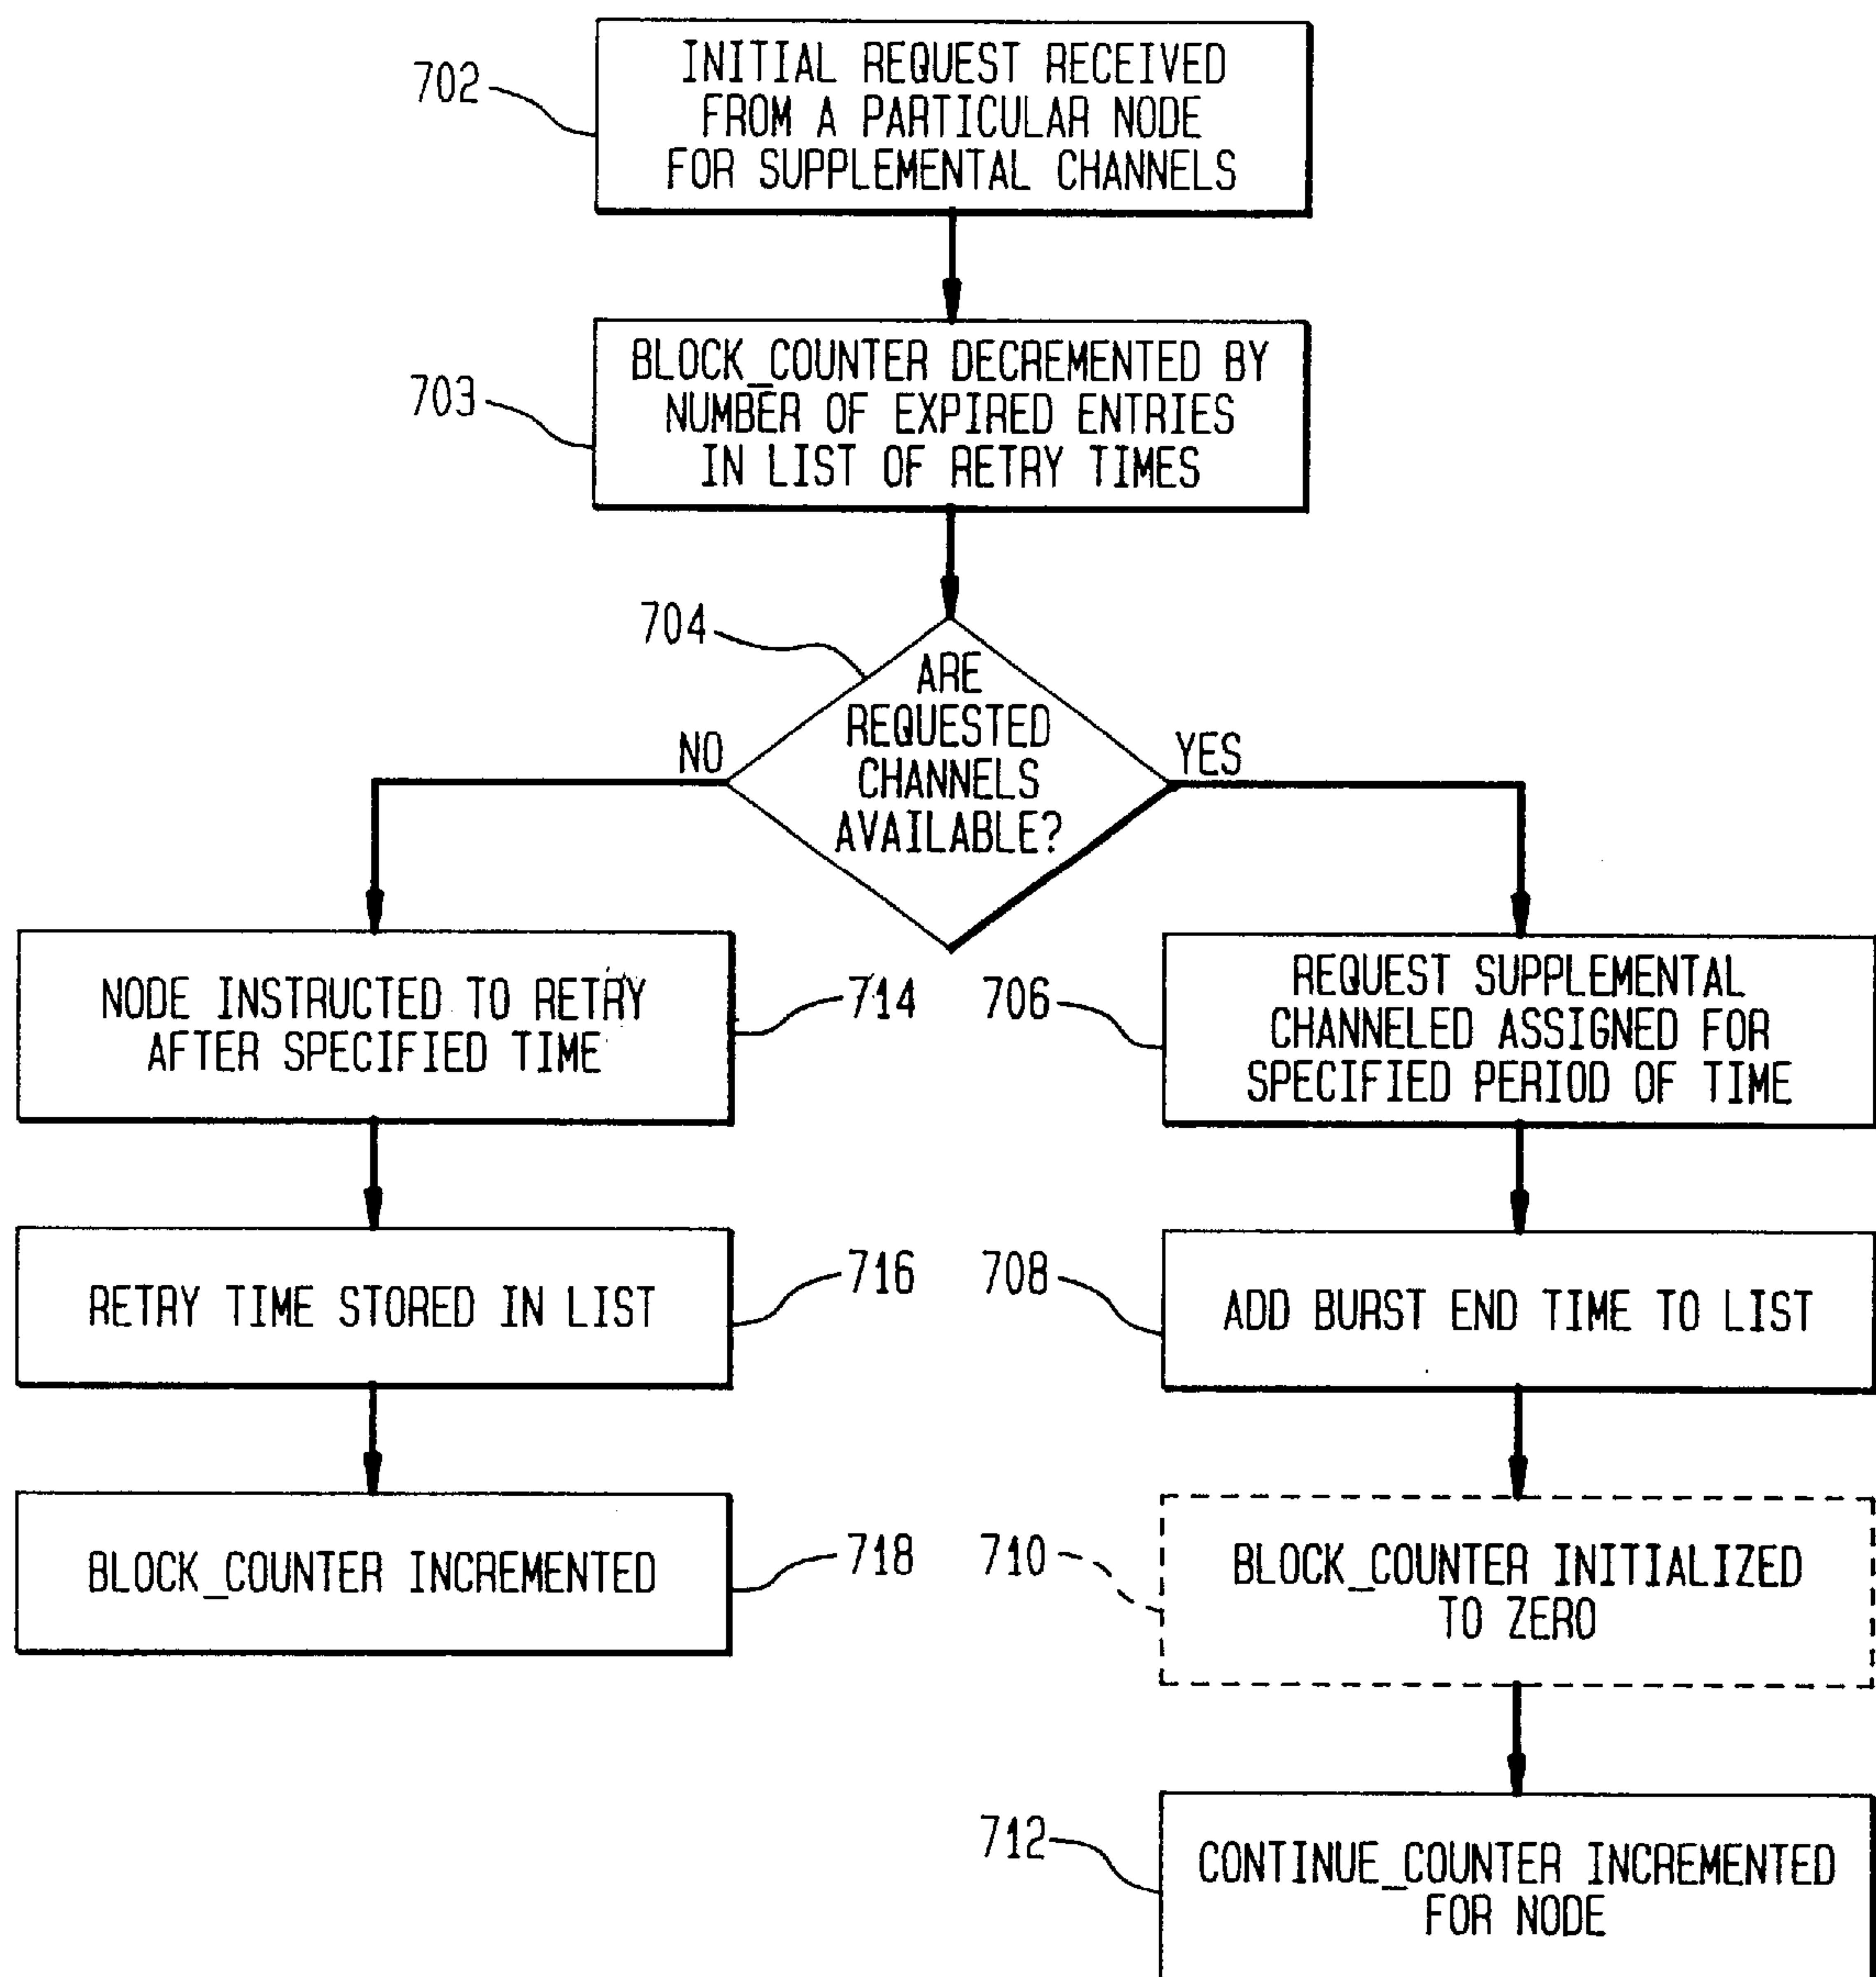 702
INITIAL REQUEST RECEIVED
FROM A PARTICULAR NODE
FOR SUPPLEMENTAL CHANNELS
703
BLOCK_COUNTER DECREMENTED BY
NUMBER OF EXPIRED ENTRIES
IN LIST OF RETRY TIMES
704
ARE
REQUESTED
CHANNELS
AVAILABLE?
NO
YES
NODE INSTRUCTED TO RETRY
AFTER SPECIFIED TIME
714
706
REQUEST SUPPLEMENTAL
CHANNELED ASSIGNED FOR
SPECIFIED PERIOD OF TIME
RETRY TIME STORED IN LIST
716
708
ADD BURST END TIME TO LIST
BLOCK_COUNTER INCREMENTED
718
710
BLOCK_COUNTER INITIALIZED
TO ZERO
712
CONTINUE_COUNTER INCREMENTED
FOR NODE